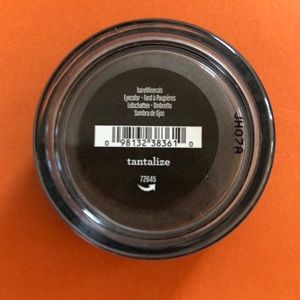 bareMinerals
Eyecolor - Fard à Paupières
Lidschatten - Ombretto
Sombra de Ojos
0 98132 38361 0
tantalize
72645
JH07A